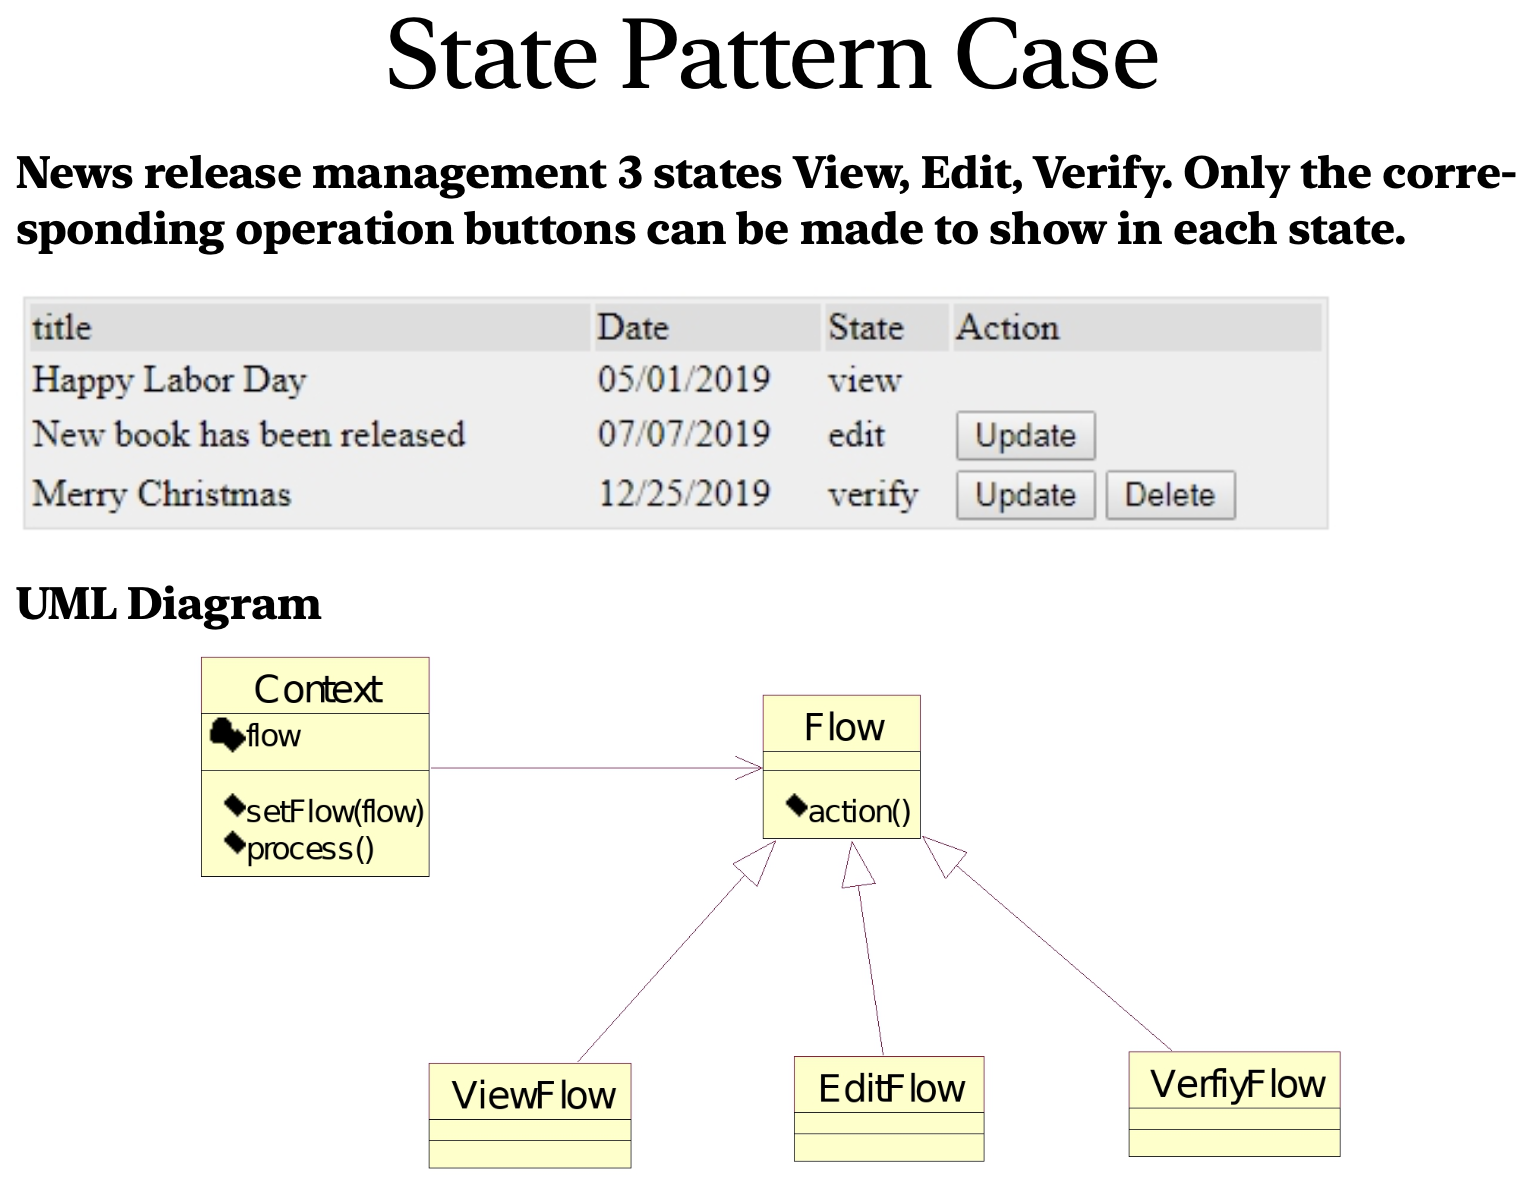 State Pattern Case
News release management 3 states View, Edit, Verify. Only the corre-
sponding operation buttons can be made to show in each state.
title Date State Action
Happy Labor Day 05/01/2019 view
New book has been released 07/07/2019 edit Update
Merry Christmas 12/25/2019 verify Update Delete
UML Diagram
Context
flow
setFlow(flow)
process()
Flow
action()
ViewFlow
EditFlow
VerfiyFlow